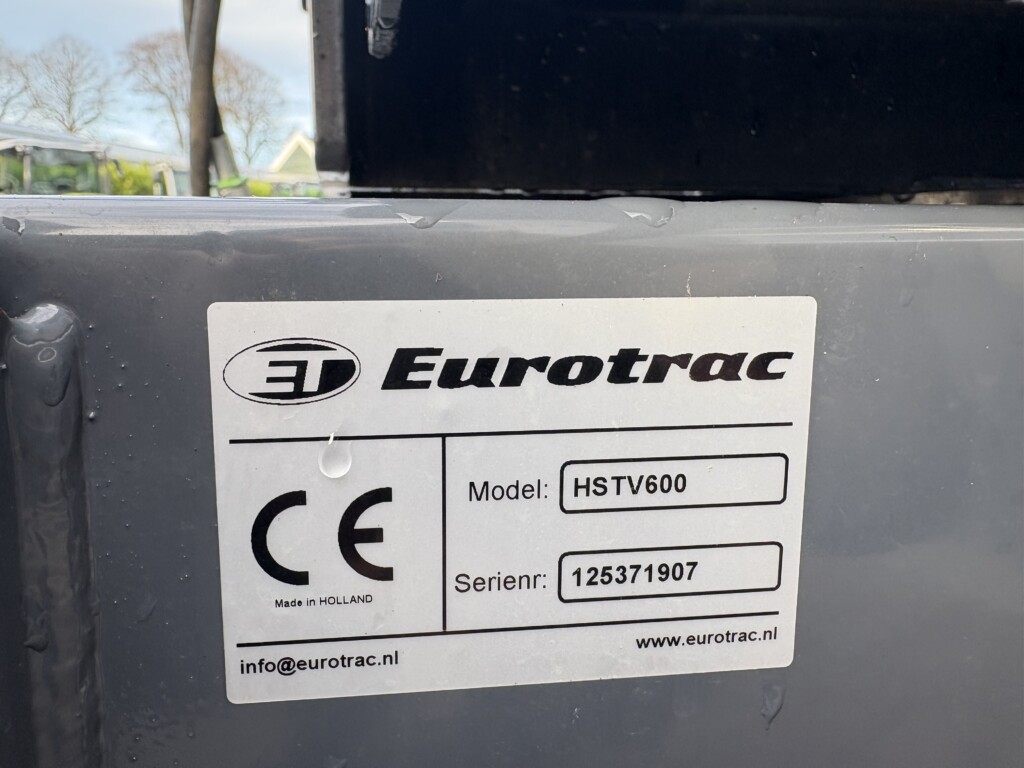 ET Eurotrac
CE
Made in HOLLAND
Model: HSTV600
Serienr: 125371907
info@eurotrac.nl
www.eurotrac.nl